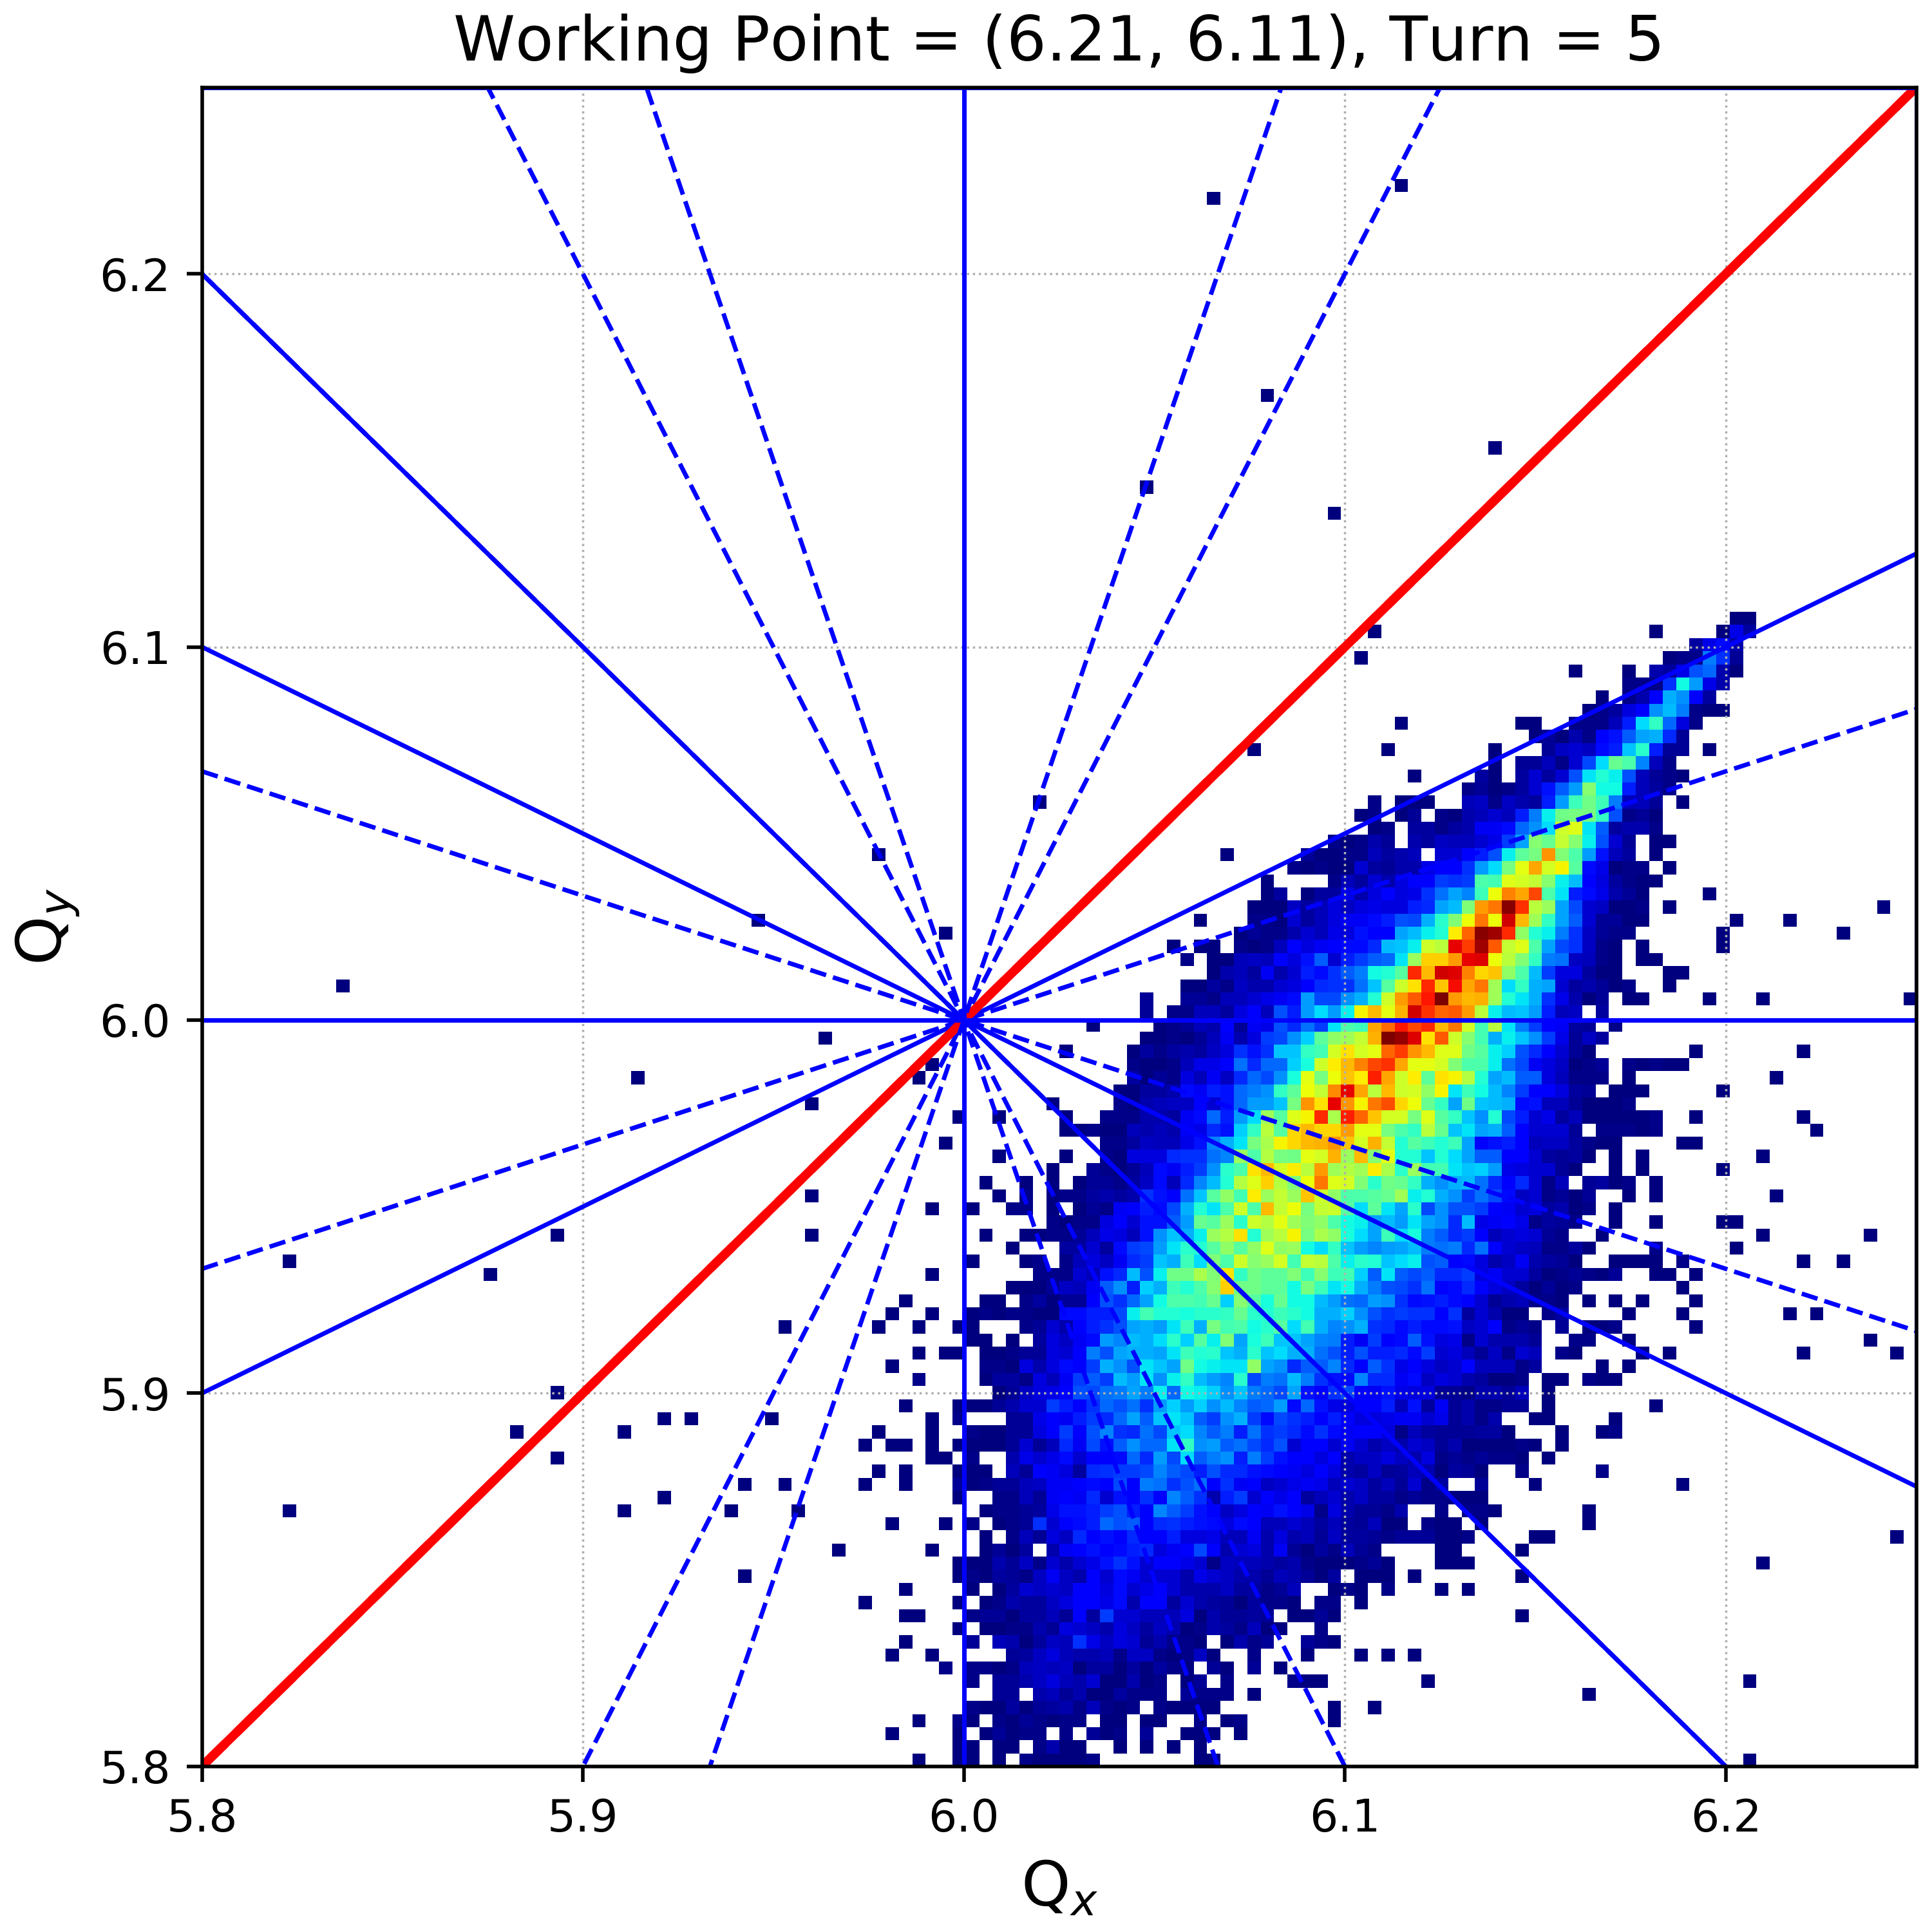 Working Point = (6.21, 6.11), Turn = 5
6.2
6.1
6.0
5.9
5.8
Qy
5.8 5.9 6.0 6.1 6.2
Qx